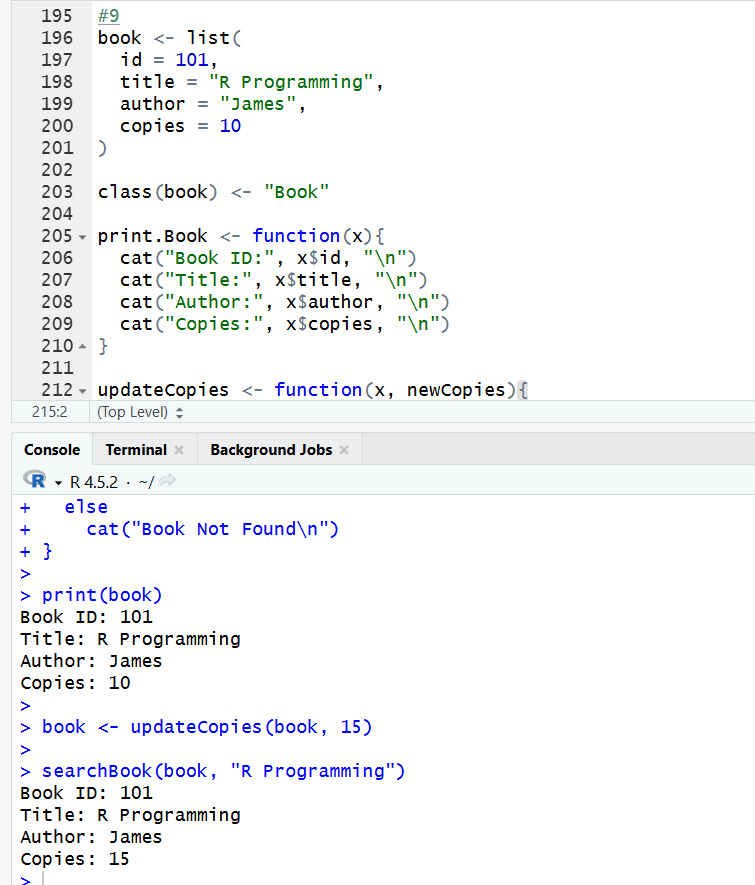 195 #9
196 book <- list(
197   id = 101,
198   title = "R Programming",
199   author = "James",
200   copies = 10
201 )
202
203 class(book) <- "Book"
204
205 print.Book <- function(x){
206   cat("Book ID:", x$id, "\n")
207   cat("Title:", x$title, "\n")
208   cat("Author:", x$author, "\n")
209   cat("Copies:", x$copies, "\n")
210 }
211
212 updateCopies <- function(x, newCopies){
215:2 (Top Level)
Console Terminal Background Jobs
R R 4.5.2 · ~/
+   else
+     cat("Book Not Found\n")
+ }
>
> print(book)
Book ID: 101
Title: R Programming
Author: James
Copies: 10
>
> book <- updateCopies(book, 15)
>
> searchBook(book, "R Programming")
Book ID: 101
Title: R Programming
Author: James
Copies: 15
>